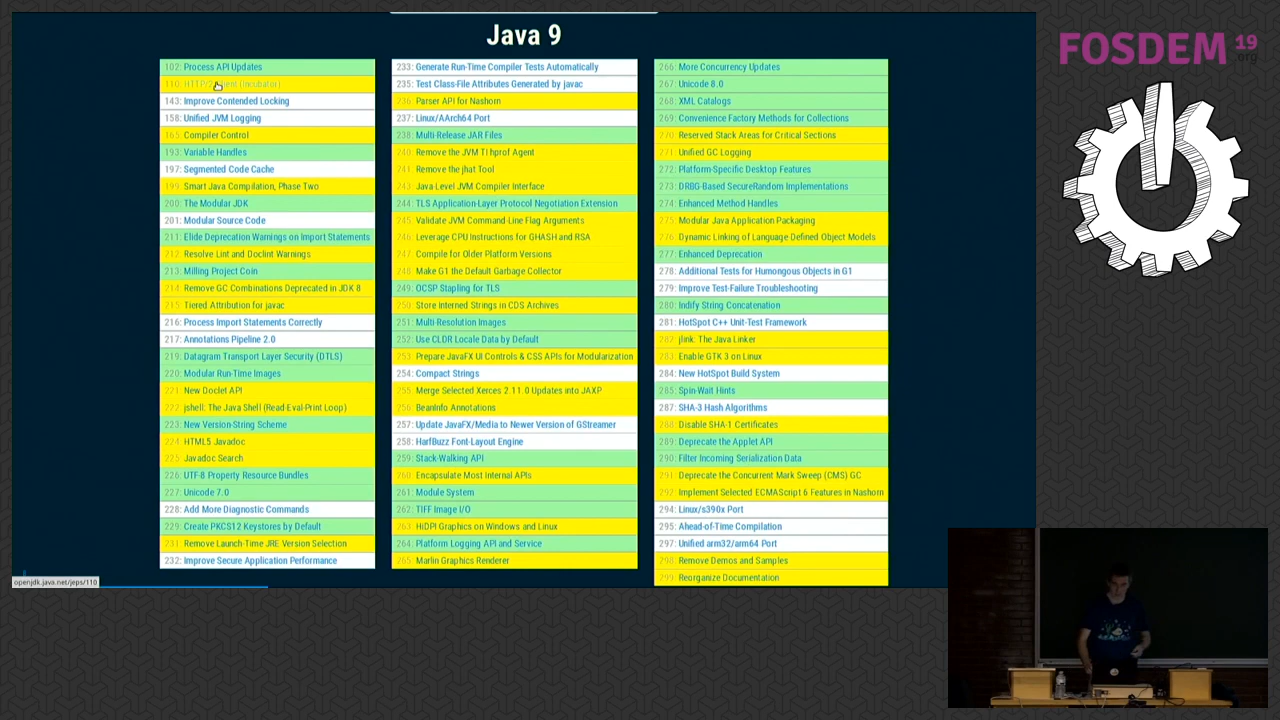 Java 9
FOSDEM 19
.org
102: Process API Updates
110: HTTP/2 Client (Incubator)
143: Improve Contended Locking
158: Unified JVM Logging
165: Compiler Control
193: Variable Handles
197: Segmented Code Cache
199: Smart Java Compilation, Phase Two
200: The Modular JDK
201: Modular Source Code
211: Elide Deprecation Warnings on Import Statements
212: Resolve Lint and Doclint Warnings
213: Milling Project Coin
214: Remove GC Combinations Deprecated in JDK 8
215: Tiered Attribution for javac
216: Process Import Statements Correctly
217: Annotations Pipeline 2.0
219: Datagram Transport Layer Security (DTLS)
220: Modular Run-Time Images
221: New Doclet API
222: jshell: The Java Shell (Read-Eval-Print Loop)
223: New Version-String Scheme
224: HTML5 Javadoc
225: Javadoc Search
226: UTF-8 Property Resource Bundles
227: Unicode 7.0
228: Add More Diagnostic Commands
229: Create PKCS12 Keystores by Default
231: Remove Launch-Time JRE Version Selection
232: Improve Secure Application Performance
233: Generate Run-Time Compiler Tests Automatically
235: Test Class-File Attributes Generated by javac
236: Parser API for Nashorn
237: Linux/AArch64 Port
238: Multi-Release JAR Files
240: Remove the JVM TI hprof Agent
241: Remove the jhat Tool
243: Java-Level JVM Compiler Interface
244: TLS Application-Layer Protocol Negotiation Extension
245: Validate JVM Command-Line Flag Arguments
246: Leverage CPU Instructions for GHASH and RSA
247: Compile for Older Platform Versions
248: Make G1 the Default Garbage Collector
249: OCSP Stapling for TLS
250: Store Interned Strings in CDS Archives
251: Multi-Resolution Images
252: Use CLDR Locale Data by Default
253: Prepare JavaFX UI Controls & CSS APIs for Modularization
254: Compact Strings
255: Merge Selected Xerces 2.11.0 Updates into JAXP
256: BeanInfo Annotations
257: Update JavaFX/Media to Newer Version of GStreamer
258: HarfBuzz Font-Layout Engine
259: Stack-Walking API
260: Encapsulate Most Internal APIs
261: Module System
262: TIFF Image I/O
263: HiDPI Graphics on Windows and Linux
264: Platform Logging API and Service
265: Marlin Graphics Renderer
266: More Concurrency Updates
267: Unicode 8.0
268: XML Catalogs
269: Convenience Factory Methods for Collections
270: Reserved Stack Areas for Critical Sections
271: Unified GC Logging
272: Platform-Specific Desktop Features
273: DRBG-Based SecureRandom Implementations
274: Enhanced Method Handles
275: Modular Java Application Packaging
276: Dynamic Linking of Language-Defined Object Models
277: Enhanced Deprecation
278: Additional Tests for Humongous Objects in G1
279: Improve Test-Failure Troubleshooting
280: Indify String Concatenation
281: HotSpot C++ Unit-Test Framework
282: jlink: The Java Linker
283: Enable GTK 3 on Linux
284: New HotSpot Build System
285: Spin-Wait Hints
287: SHA-3 Hash Algorithms
288: Disable SHA-1 Certificates
289: Deprecate the Applet API
290: Filter Incoming Serialization Data
291: Deprecate the Concurrent Mark Sweep (CMS) GC
292: Implement Selected ECMAScript 6 Features in Nashorn
294: Linux/s390x Port
295: Ahead-of-Time Compilation
297: Unified arm32/arm64 Port
298: Remove Demos and Samples
299: Reorganize Documentation
openjdk.java.net/jeps/110